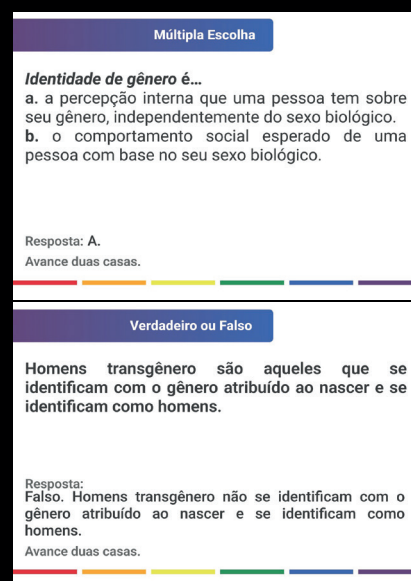 Múltipla Escolha
Identidade de gênero é...
a. a percepção interna que uma pessoa tem sobre
seu gênero, independentemente do sexo biológico.
b. o comportamento social esperado de uma
pessoa com base no seu sexo biológico.
Resposta: A.
Avance duas casas.
Verdadeiro ou Falso
Homens transgênero são aqueles que se
identificam com o gênero atribuído ao nascer e se
identificam como homens.
Resposta:
Falso. Homens transgênero não se identificam com o
gênero atribuído ao nascer e se identificam como
homens.
Avance duas casas.